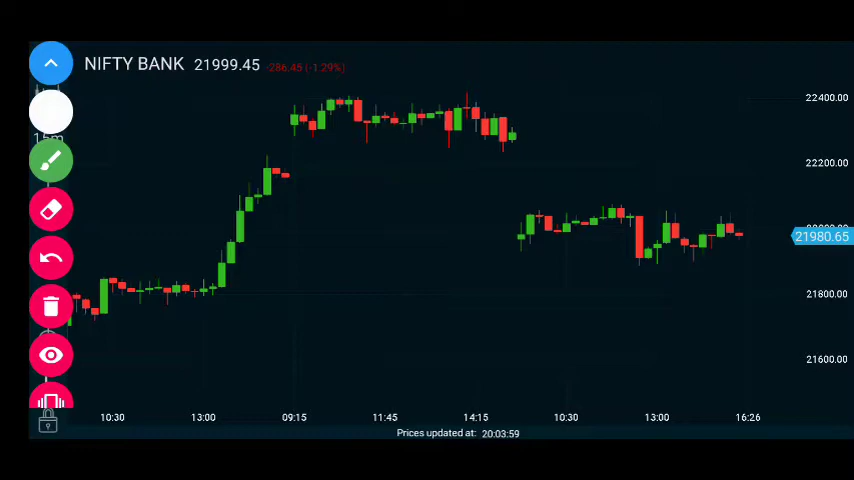 NIFTY BANK 21999.45 -286.45 (-1.29%)
15m
22400.00
22200.00
21980.65
21800.00
21600.00
10:30 13:00 09:15 11:45 14:15 10:30 13:00 16:26
Prices updated at: 20:03:59